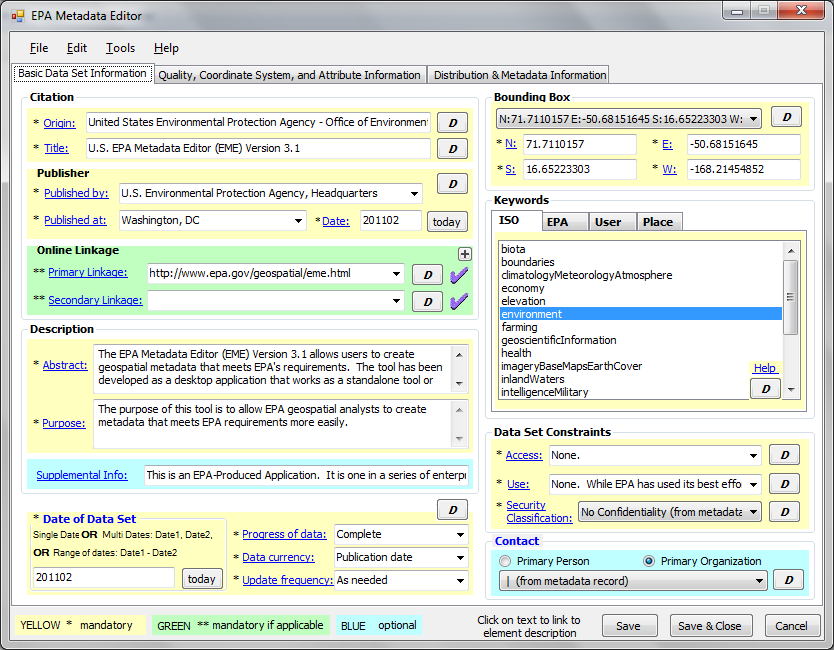 EPA Metadata Editor
File Edit Tools Help
Basic Data Set Information Quality, Coordinate System, and Attribute Information Distribution & Metadata Information
Citation
* Origin: United States Environmental Protection Agency - Office of Environment D
* Title: U.S. EPA Metadata Editor (EME) Version 3.1 D
Publisher
D
* Published by: U.S. Environmental Protection Agency, Headquarters
* Published at: Washington, DC * Date: 201102 today
Online Linkage
** Primary Linkage: http://www.epa.gov/geospatial/eme.html D
** Secondary Linkage: D
Description
* Abstract: The EPA Metadata Editor (EME) Version 3.1 allows users to create
geospatial metadata that meets EPA's requirements. The tool has been
developed as a desktop application that works as a standalone tool or
* Purpose: The purpose of this tool is to allow EPA geospatial analysts to create
metadata that meets EPA requirements more easily.
Supplemental Info: This is an EPA-Produced Application. It is one in a series of enterp
D
* Date of Data Set
Single Date OR Multi Dates: Date1, Date2,
OR Range of dates: Date1 - Date2
201102 today
* Progress of data: Complete
* Data currency: Publication date
* Update frequency: As needed
Bounding Box
N:71.7110157 E:-50.68151645 S:16.65223303 W: D
* N: 71.7110157 * E: -50.68151645
* S: 16.65223303 * W: -168.21454852
Keywords
ISO EPA User Place
biota
boundaries
climatologyMeteorologyAtmosphere
economy
elevation
environment
farming
geoscientificInformation
health
imageryBaseMapsEarthCover
inlandWaters
intelligenceMilitary
Help
D
Data Set Constraints
* Access: None. D
* Use: None. While EPA has used its best effo D
* Security
Classification: No Confidentiality (from metadata D
Contact
Primary Person Primary Organization
| (from metadata record) D
YELLOW * mandatory GREEN ** mandatory if applicable BLUE optional
Click on text to link to
element description
Save Save & Close Cancel